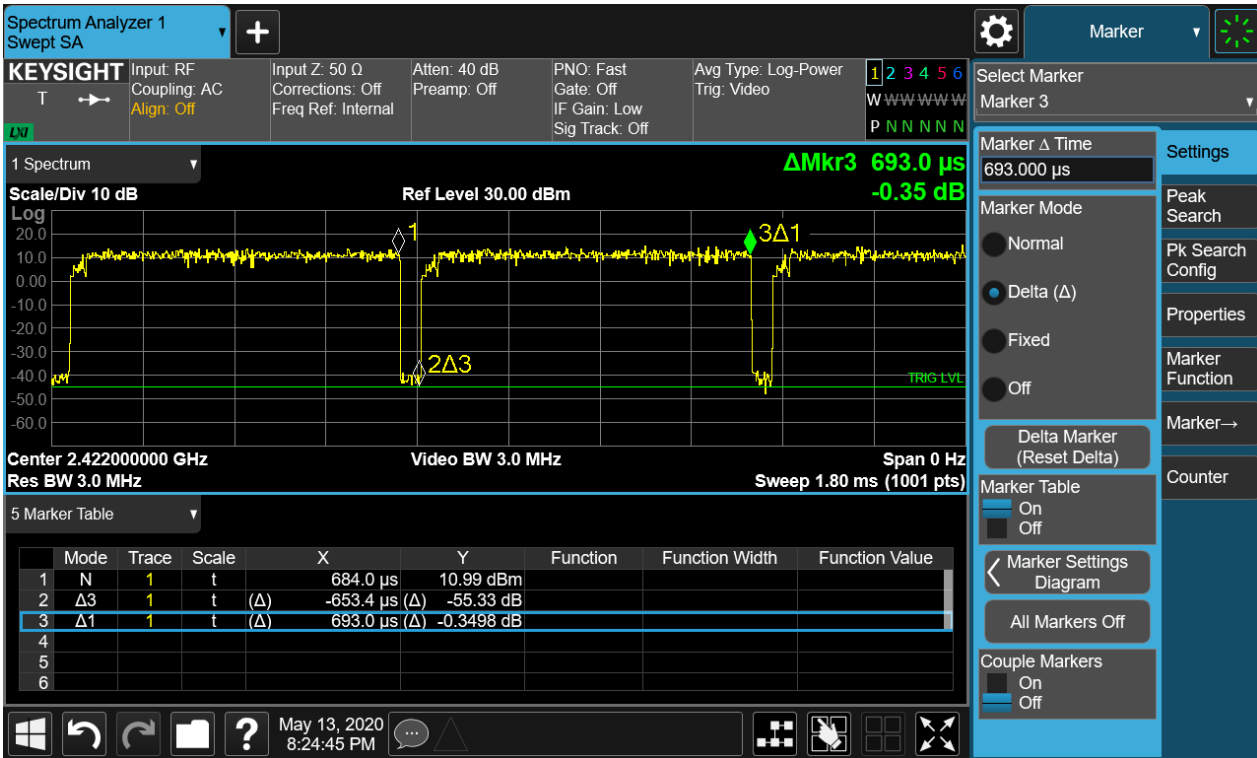 Spectrum Analyzer 1
Swept SA
+
Marker
KEYSIGHT
T
LXI
Input: RF
Coupling: AC
Align: Off
Input Z: 50 Ω
Corrections: Off
Freq Ref: Internal
Atten: 40 dB
Preamp: Off
PNO: Fast
Gate: Off
IF Gain: Low
Sig Track: Off
Avg Type: Log-Power
Trig: Video
1 2 3 4 5 6
W W W W W W
P N N N N N
Select Marker
Marker 3
1 Spectrum
ΔMkr3 693.0 µs
-0.35 dB
Scale/Div 10 dB
Ref Level 30.00 dBm
Log
20.0
10.0
0.00
-10.0
-20.0
-30.0
-40.0
-50.0
-60.0
1
3Δ1
2Δ3
TRIG LVL
Center 2.422000000 GHz
Video BW 3.0 MHz
Span 0 Hz
Res BW 3.0 MHz
Sweep 1.80 ms (1001 pts)
5 Marker Table
Mode Trace Scale X Y Function Function Width Function Value
1 N 1 t 684.0 µs 10.99 dBm
2 Δ3 1 t (Δ) -653.4 µs (Δ) -55.33 dB
3 Δ1 1 t (Δ) 693.0 µs (Δ) -0.3498 dB
4
5
6
Marker Δ Time
693.000 µs
Marker Mode
Normal
Delta (Δ)
Fixed
Off
Delta Marker
(Reset Delta)
Marker Table
On
Off
Marker Settings
Diagram
All Markers Off
Couple Markers
On
Off
Settings
Peak
Search
Pk Search
Config
Properties
Marker
Function
Marker→
Counter
?
May 13, 2020
8:24:45 PM